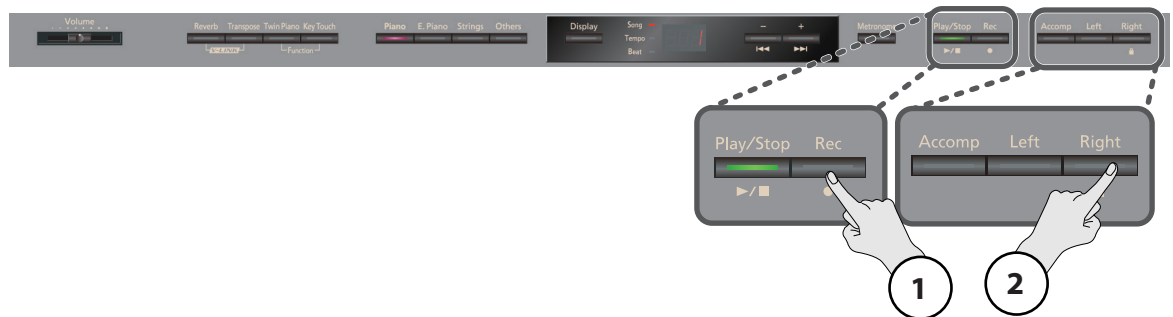 Volume
Reverb Transpose Twin Piano Key Touch
Function
Piano E. Piano Strings Others
Display
Song
Tempo
Beat
1
− +
Metronome
Play/Stop Rec
Accomp Left Right
Play/Stop Rec
Accomp Left Right
1
2